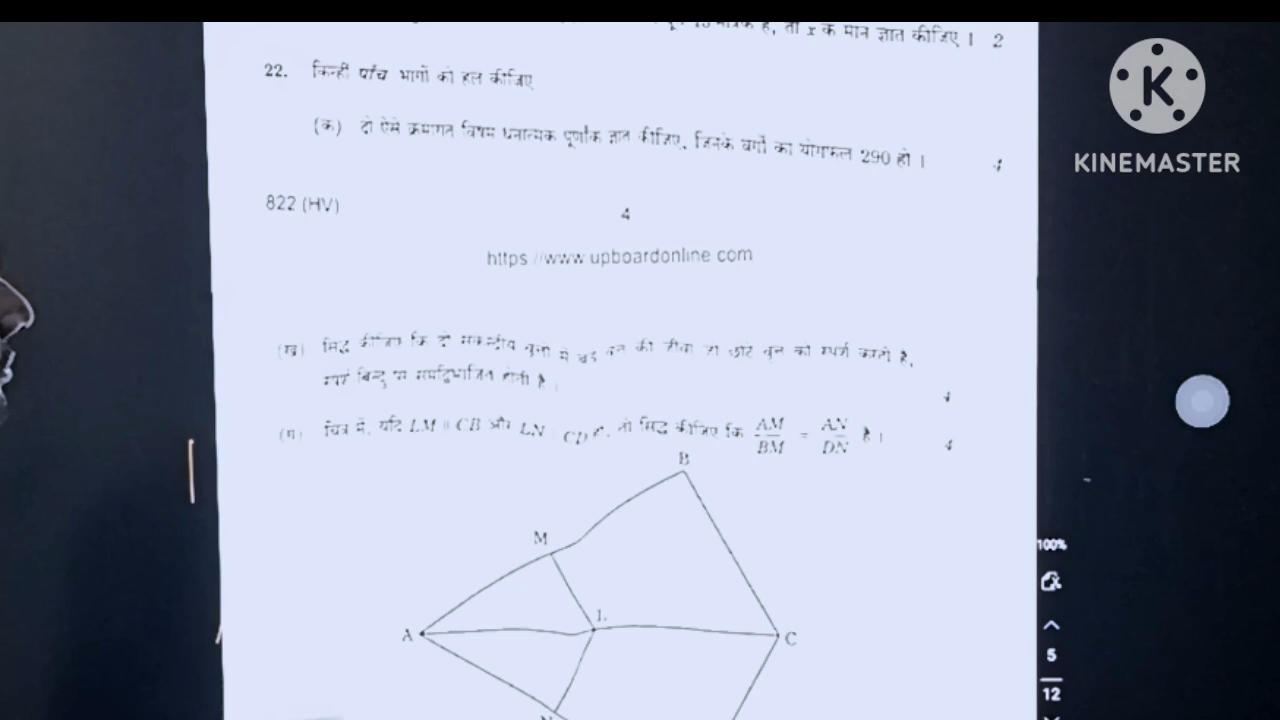 तो x के मान ज्ञात कीजिए । 2
22. किन्हीं पाँच भागों को हल कीजिए
(क) दो ऐसे क्रमागत विषम धनात्मक पूर्णांक ज्ञात कीजिए, जिनके वर्गों का योगफल 290 हो । 4
822 (HV)
4
https //www upboardonline com
(ख) सिद्ध कीजिए कि दो संकेन्द्रीय वृत्तों में बड़े वृत्त की जीवा जो छोटे वृत्त को स्पर्श करती है,
स्पर्श बिन्दु पर समद्विभाजित होती है । 4
(ग) चित्र में, यदि LM || CB और LN CD है, तो सिद्ध कीजिए कि AM/BM = AN/DN है । 4
B
M
L
A
C
N
KINEMASTER
100%
5
12